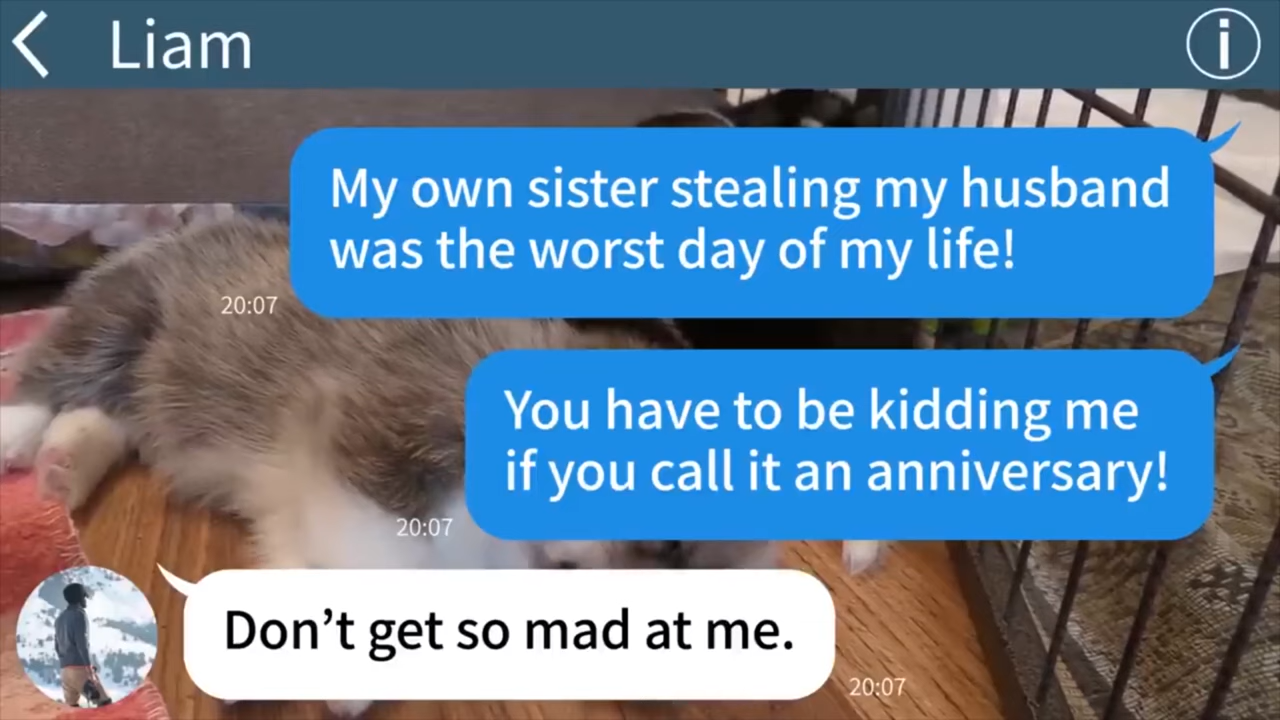 Liam
My own sister stealing my husband
was the worst day of my life!
20:07
You have to be kidding me
if you call it an anniversary!
20:07
Don’t get so mad at me.
20:07